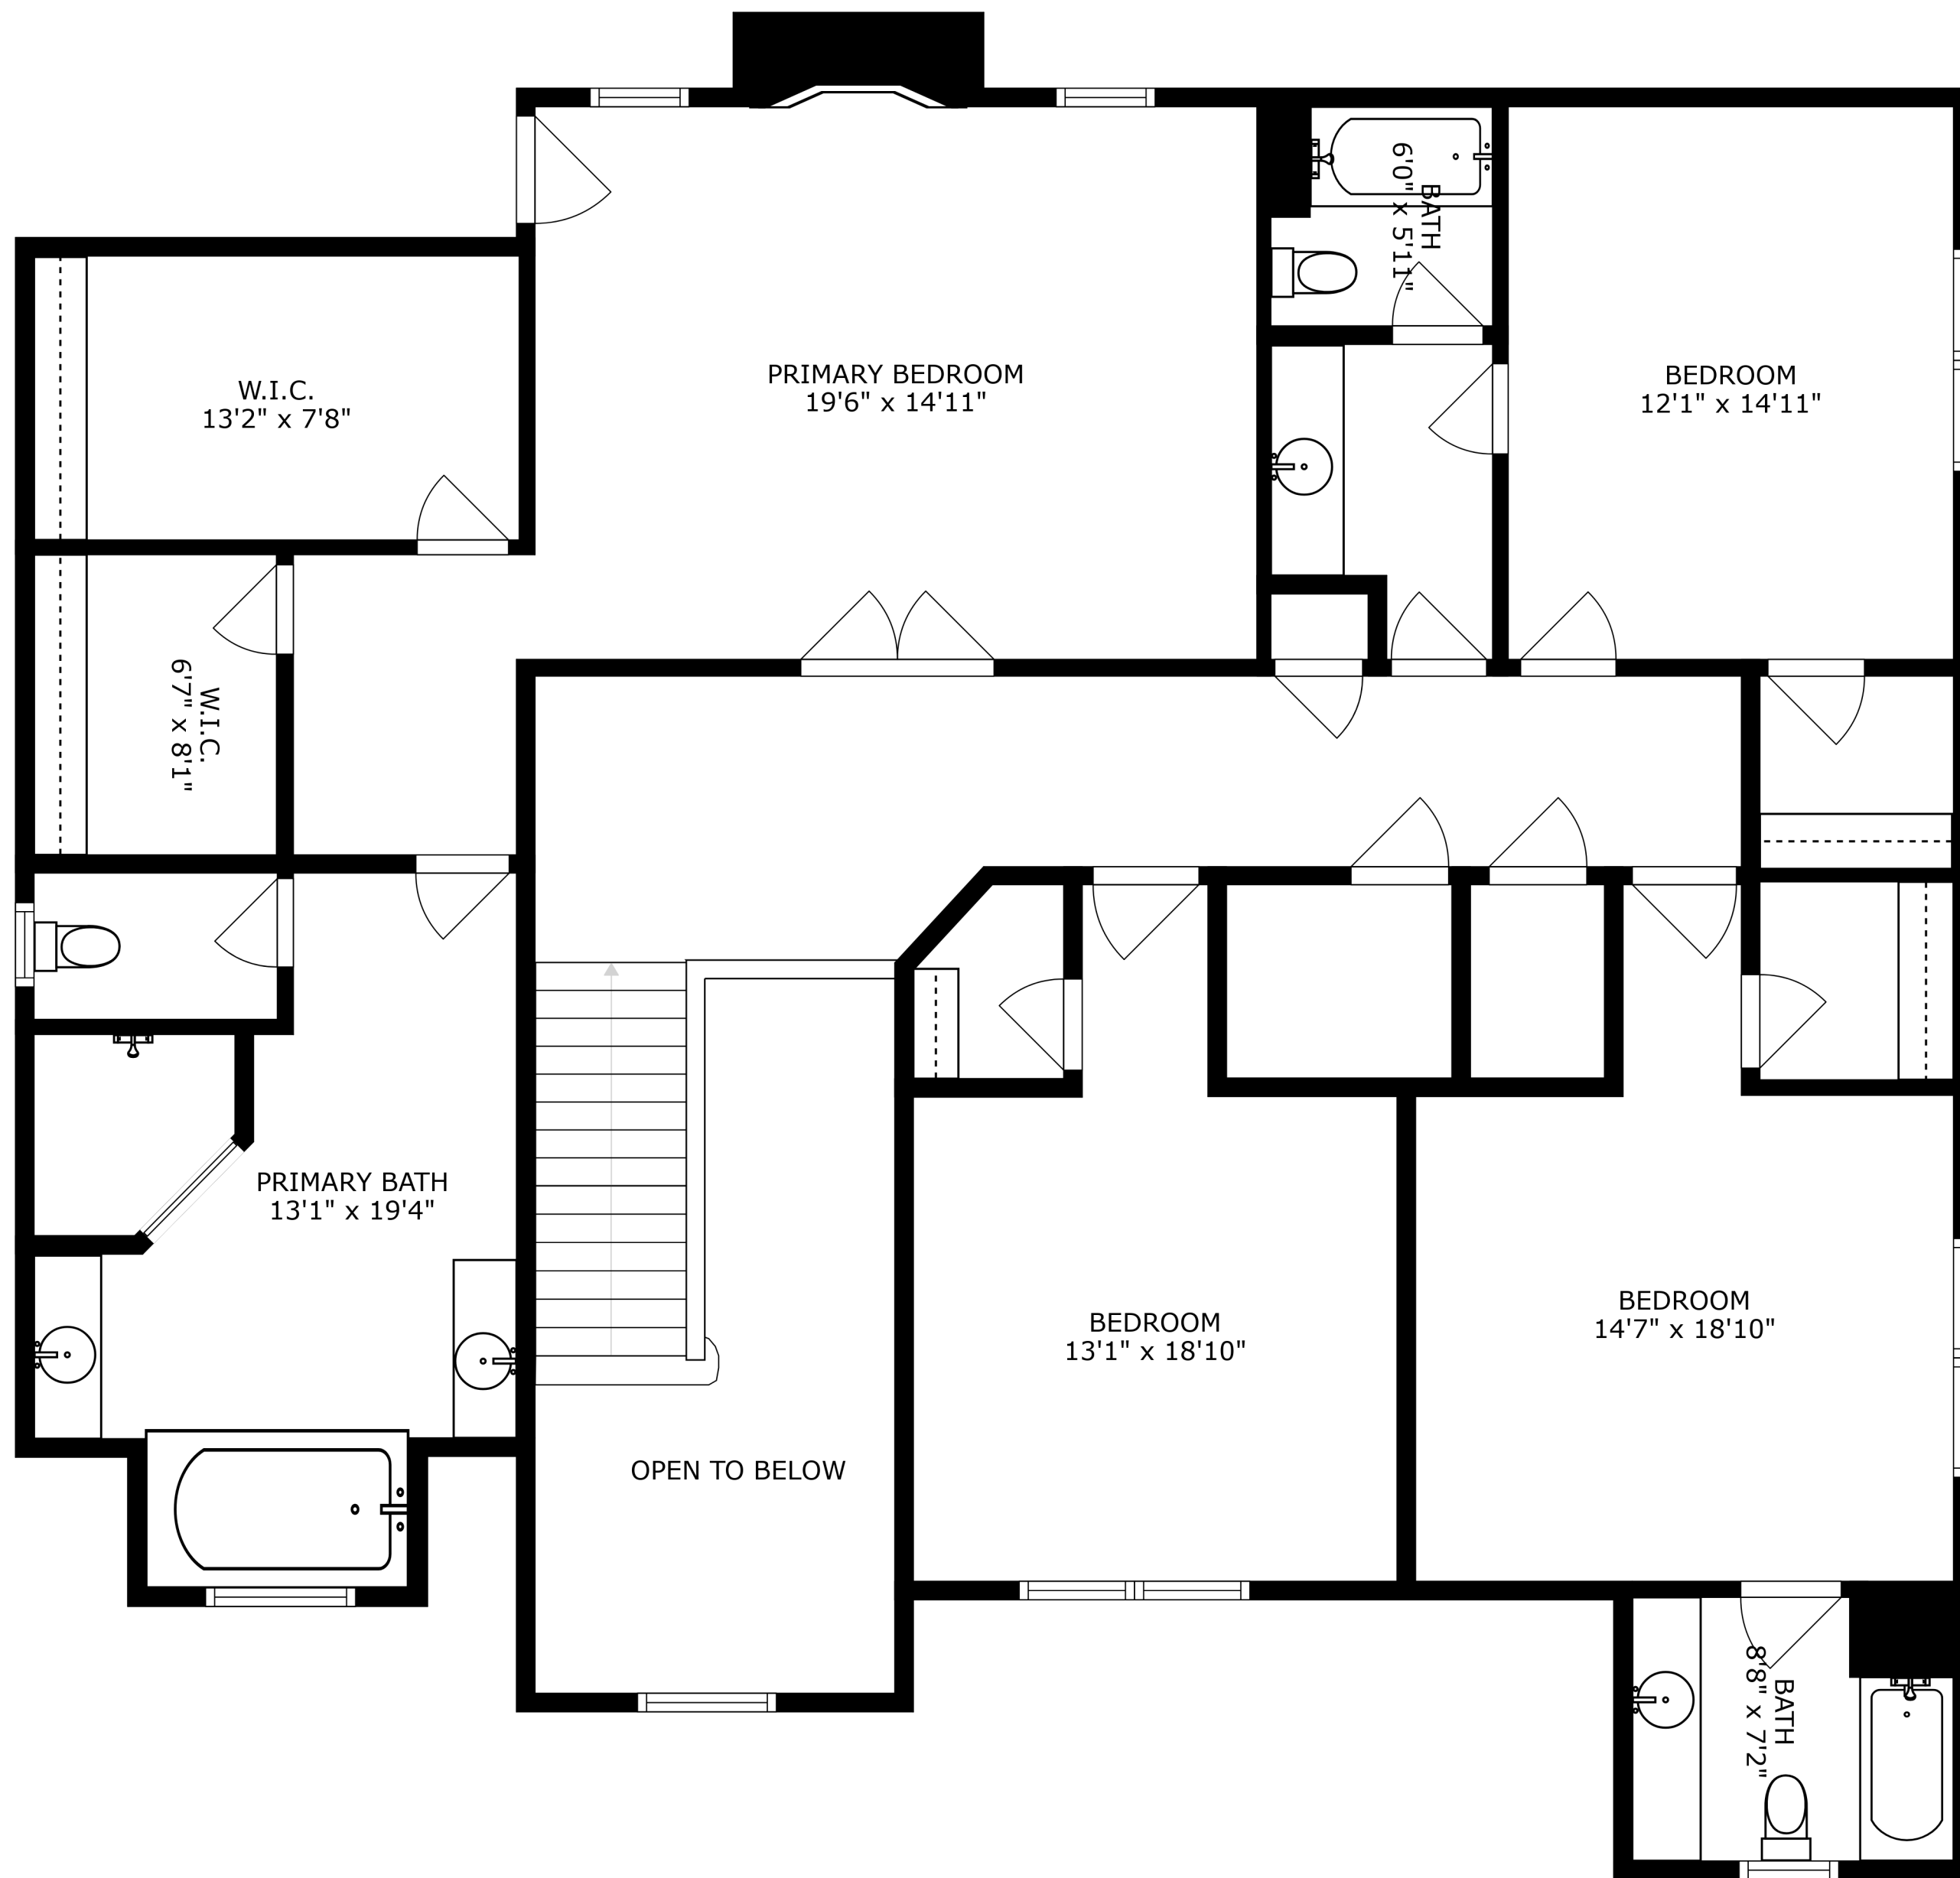 BATH
6'0" x 5'11"
PRIMARY BEDROOM
19'6" x 14'11"
BEDROOM
12'1" x 14'11"
W.I.C.
13'2" x 7'8"
W.I.C.
6'7" x 8'1"
PRIMARY BATH
13'1" x 19'4"
BEDROOM
13'1" x 18'10"
BEDROOM
14'7" x 18'10"
OPEN TO BELOW
BATH
8'8" x 7'2"